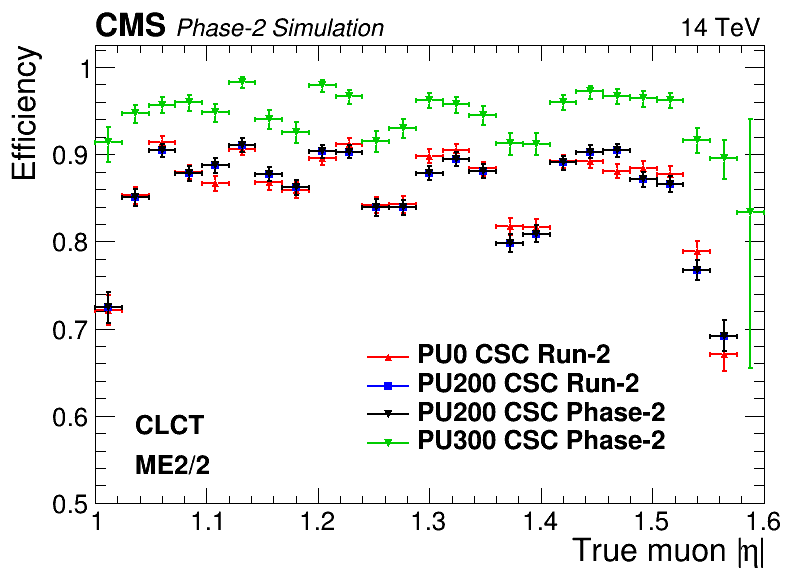 CMS Phase-2 Simulation 14 TeV
Efficiency
1
0.9
0.8
0.7
0.6
0.5
PU0 CSC Run-2
PU200 CSC Run-2
PU200 CSC Phase-2
PU300 CSC Phase-2
CLCT
ME2/2
1 1.1 1.2 1.3 1.4 1.5 1.6
True muon |η|